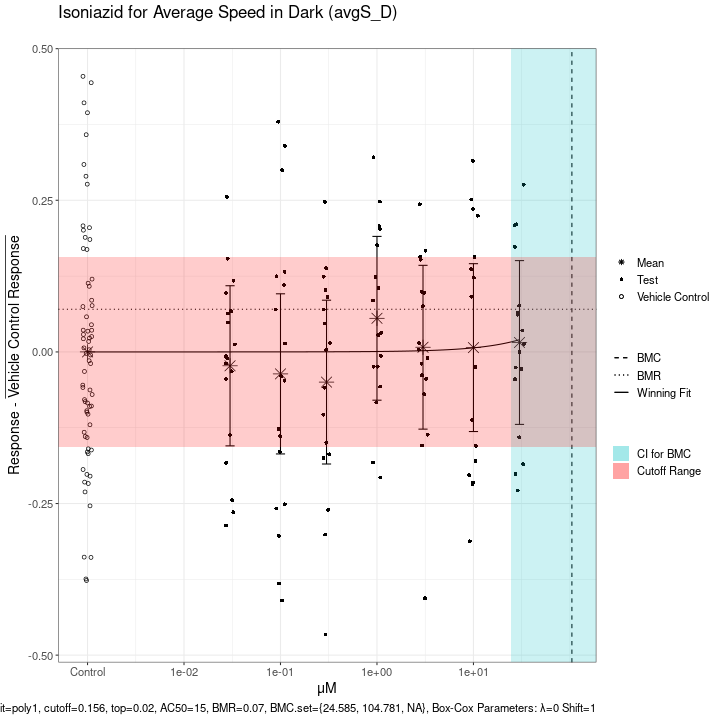 Isoniazid for Average Speed in Dark (avgS_D)
0.50
0.25
0.00
-0.25
-0.50
Response - Vehicle Control Response
Control
1e-02
1e-01
1e+00
1e+01
µM
Mean
Test
Vehicle Control
BMC
BMR
Winning Fit
CI for BMC
Cutoff Range
it=poly1, cutoff=0.156, top=0.02, AC50=15, BMR=0.07, BMC.set={24.585, 104.781, NA}, Box-Cox Parameters: λ=0 Shift=1